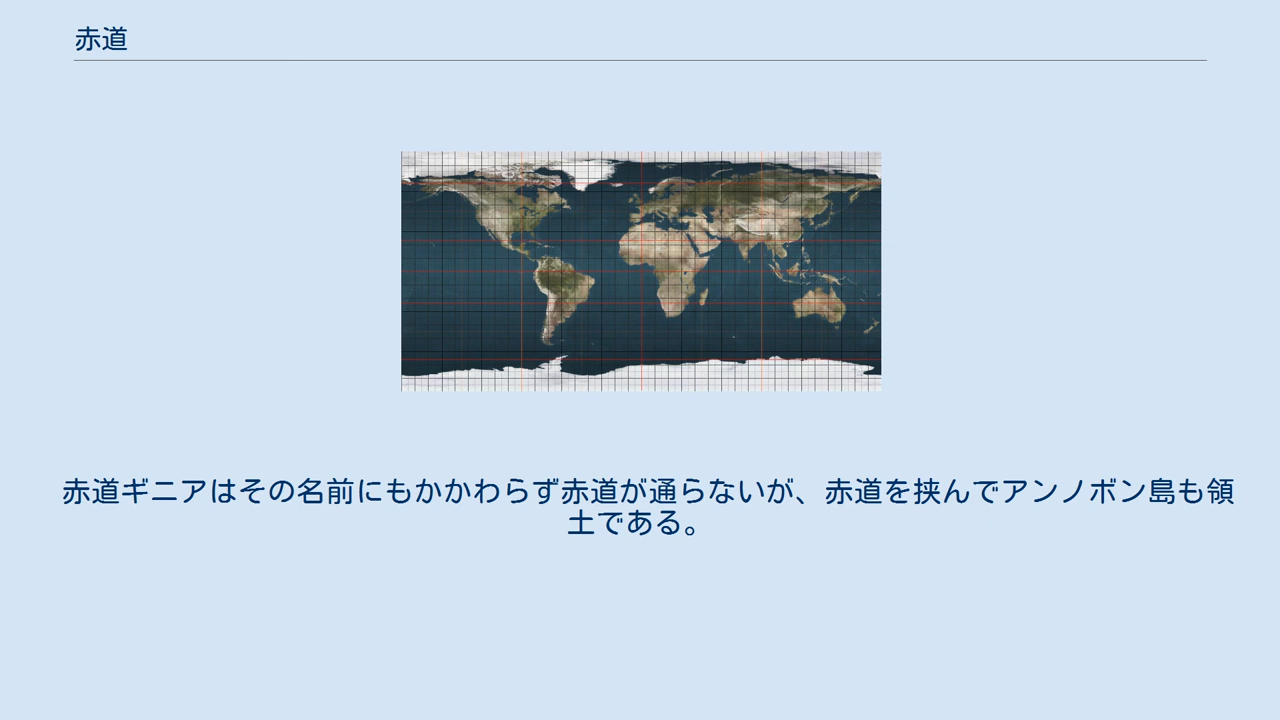 赤道
赤道ギニアはその名前にもかかわらず赤道が通らないが、赤道を挟んでアンノボン島も領
土である。